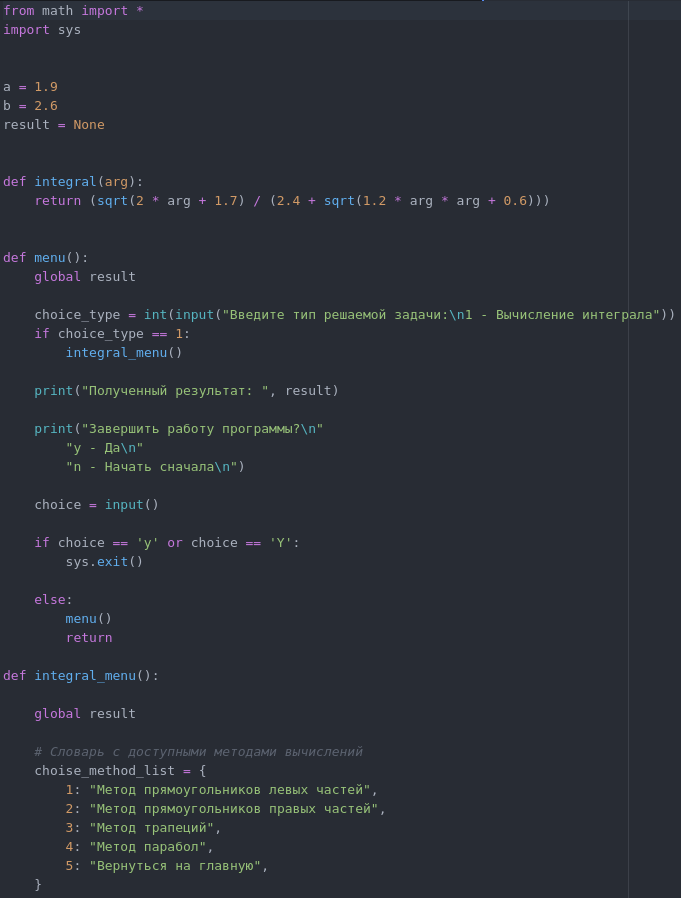 from math import *
import sys
a = 1.9
b = 2.6
result = None
def integral(arg):
    return (sqrt(2 * arg + 1.7) / (2.4 + sqrt(1.2 * arg * arg + 0.6)))
def menu():
    global result
    choice_type = int(input("Введите тип решаемой задачи:\n1 - Вычисление интеграла"))
    if choice_type == 1:
        integral_menu()
    print("Полученный результат: ", result)
    print("Завершить работу программы?\n"
        "y - Да\n"
        "n - Начать сначала\n")
    choice = input()
    if choice == 'y' or choice == 'Y':
        sys.exit()
    else:
        menu()
        return
def integral_menu():
    global result
    # Словарь с доступными методами вычислений
    choise_method_list = {
        1: "Метод прямоугольников левых частей",
        2: "Метод прямоугольников правых частей",
        3: "Метод трапеций",
        4: "Метод парабол",
        5: "Вернуться на главную",
    }